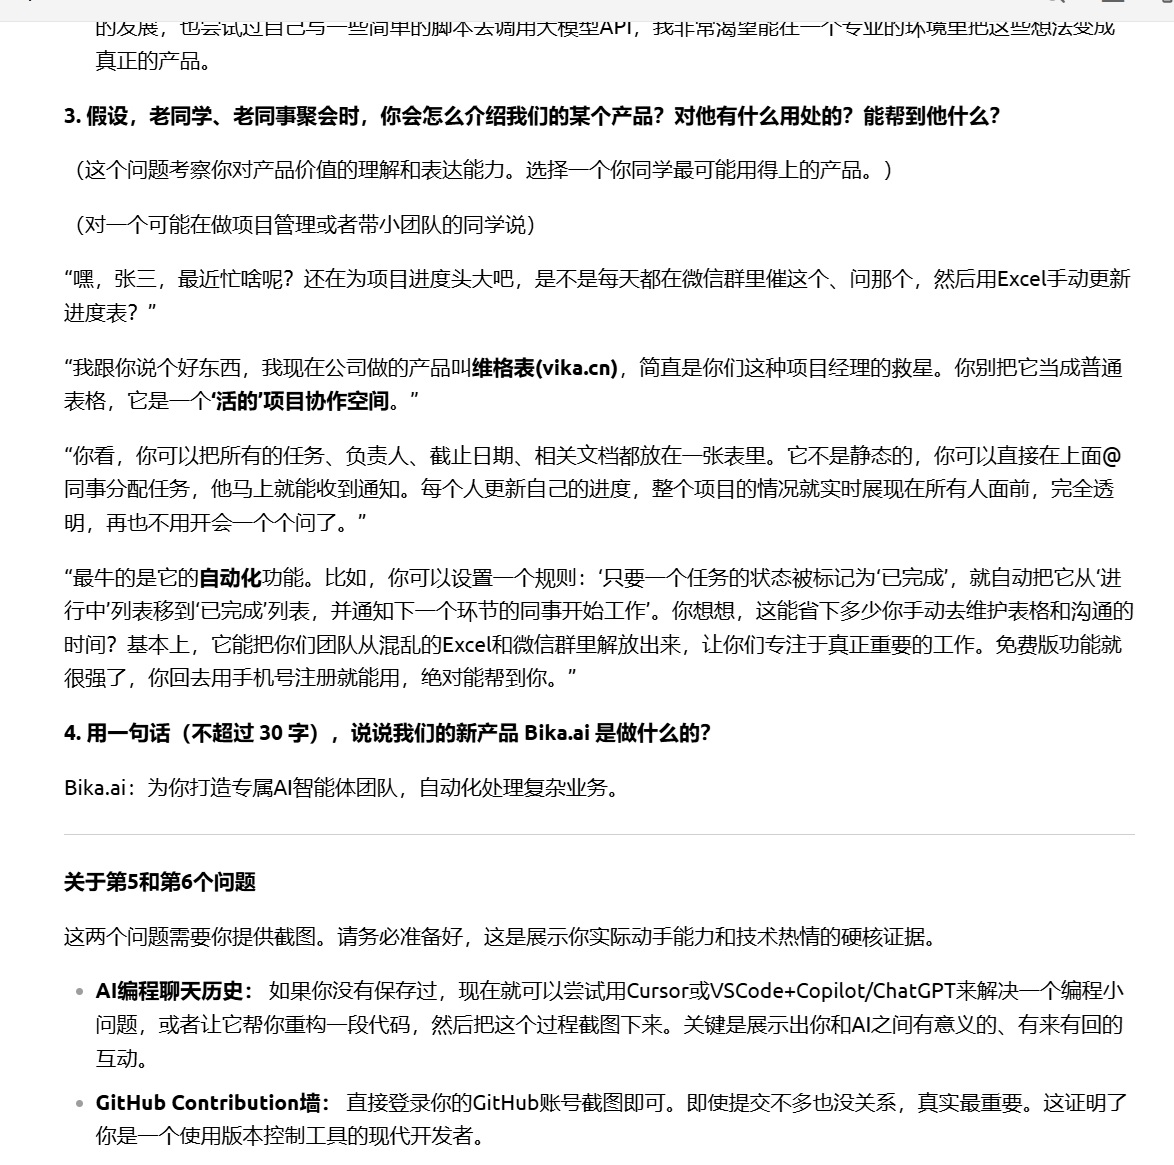 的发展，也尝试过自己写一些简单的脚本去调用大模型API，我非常渴望能在一个专业的环境里把这些想法变成
真正的产品。
3. 假设，老同学、老同事聚会时，你会怎么介绍我们的某个产品？对他有什么用处的？能帮到他什么？
（这个问题考察你对产品价值的理解和表达能力。选择一个你同学最可能用得上的产品。）
（对一个可能在做项目管理或者带小团队的同学说）
“嘿，张三，最近忙啥呢？还在为项目进度头大吧，是不是每天都在微信群里催这个、问那个，然后用Excel手动更新
进度表？”
“我跟你说个好东西，我现在公司做的产品叫维格表(vika.cn)，简直是你们这种项目经理的救星。你别把它当成普通
表格，它是一个‘活的’项目协作空间。”
“你看，你可以把所有的任务、负责人、截止日期、相关文档都放在一张表里。它不是静态的，你可以直接在上面@
同事分配任务，他马上就能收到通知。每个人更新自己的进度，整个项目的情况就实时展现在所有人面前，完全透
明，再也不用开会一个个问了。”
“最牛的是它的自动化功能。比如，你可以设置一个规则：‘只要一个任务的状态被标记为‘已完成’，就自动把它从‘进
行中’列表移到‘已完成’列表，并通知下一个环节的同事开始工作’。你想想，这能省下多少你手动去维护表格和沟通的
时间？基本上，它能把你们团队从混乱的Excel和微信群里解放出来，让你们专注于真正重要的工作。免费版功能就
很强了，你回去用手机号注册就能用，绝对能帮到你。”
4. 用一句话（不超过 30 字），说说我们的新产品 Bika.ai 是做什么的？
Bika.ai：为你打造专属AI智能体团队，自动化处理复杂业务。
关于第5和第6个问题
这两个问题需要你提供截图。请务必准备好，这是展示你实际动手能力和技术热情的硬核证据。
• AI编程聊天历史： 如果你没有保存过，现在就可以尝试用Cursor或VSCode+Copilot/ChatGPT来解决一个编程小
问题，或者让它帮你重构一段代码，然后把这个过程截图下来。关键是展示出你和AI之间有意义的、有来有回的
互动。
• GitHub Contribution墙： 直接登录你的GitHub账号截图即可。即使提交不多也没关系，真实最重要。这证明了
你是一个使用版本控制工具的现代开发者。